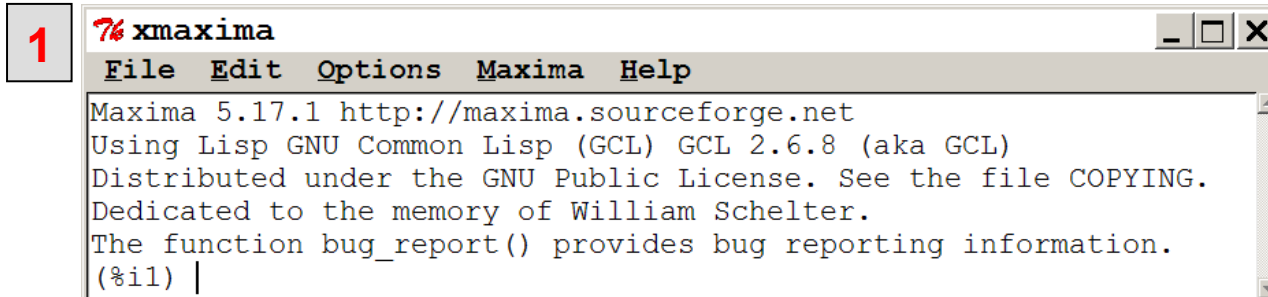 1
xmaxima
File Edit Options Maxima Help
Maxima 5.17.1 http://maxima.sourceforge.net
Using Lisp GNU Common Lisp (GCL) GCL 2.6.8 (aka GCL)
Distributed under the GNU Public License. See the file COPYING.
Dedicated to the memory of William Schelter.
The function bug_report() provides bug reporting information.
(%i1)